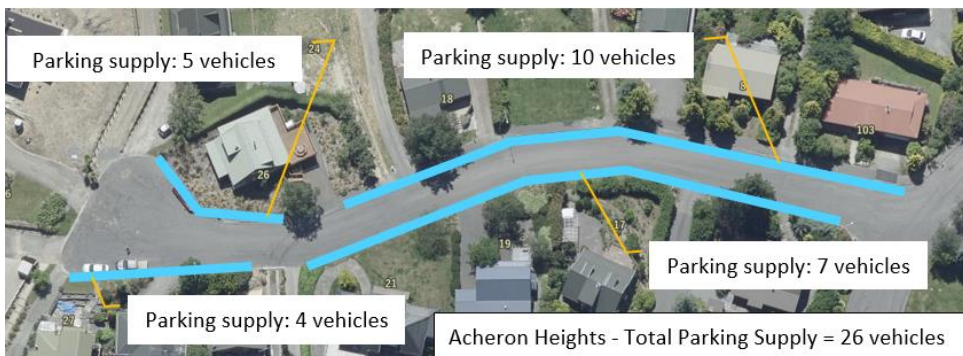 Parking supply: 5 vehicles
Parking supply: 10 vehicles
24
18
8
103
26
17
19
Parking supply: 7 vehicles
21
27
Parking supply: 4 vehicles
Acheron Heights - Total Parking Supply = 26 vehicles